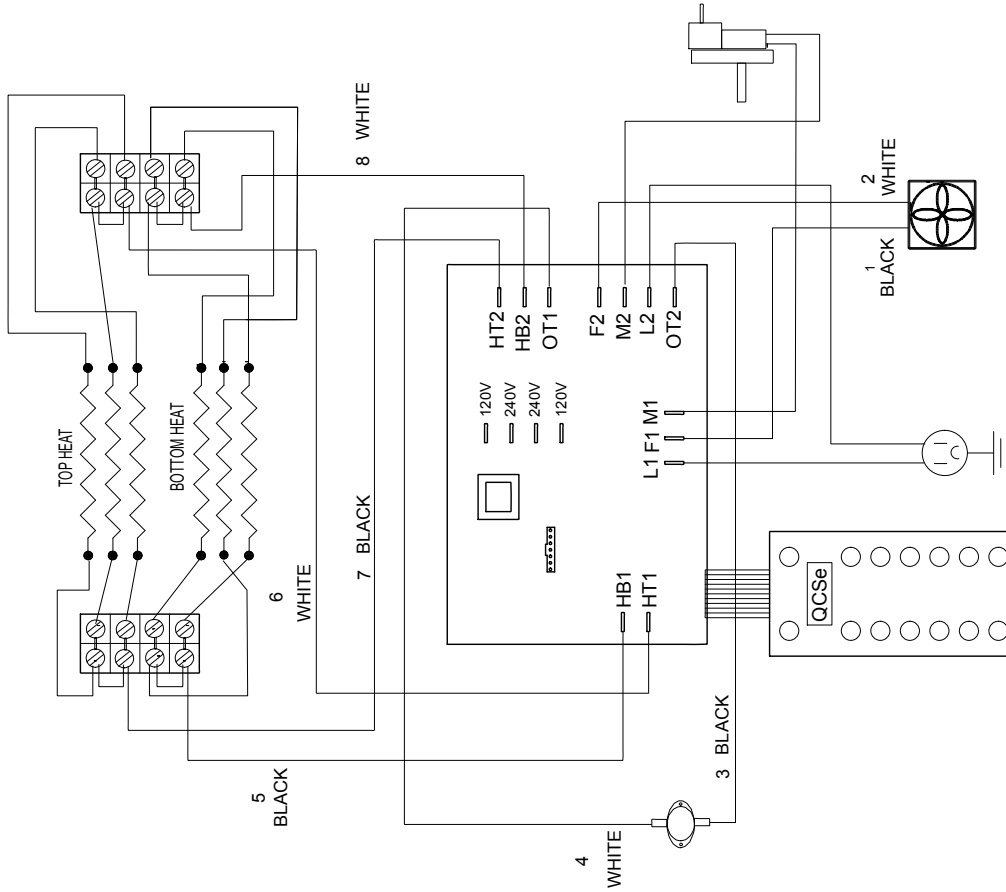 TOP HEAT
BOTTOM HEAT
8 WHITE
7 BLACK
6
WHITE
5
BLACK
4
WHITE
3 BLACK
2
WHITE
1
BLACK
HT2
HB2
OT1
F2
M2
L2
OT2
120V
240V
240V
120V
L1 F1 M1
HB1
HT1
QCSe